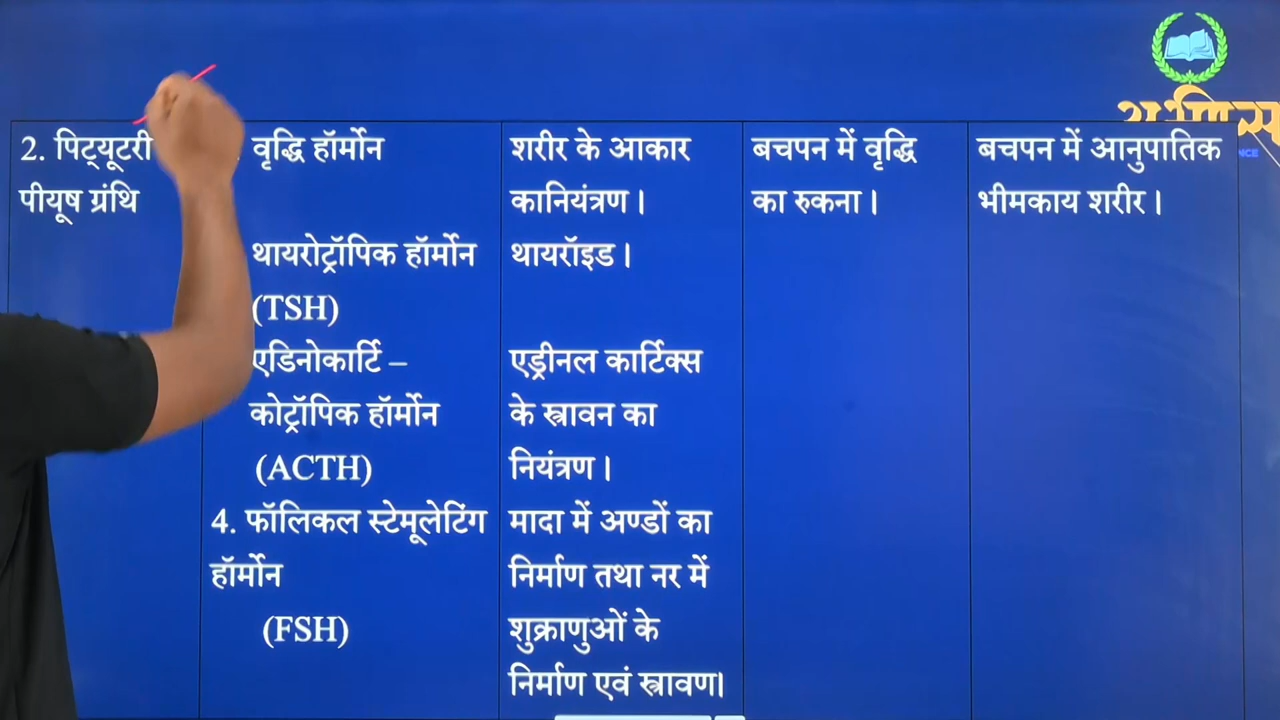 2. पिट्यूटरी
पीयूष ग्रंथि
वृद्धि हॉर्मोन
थायरोट्रॉपिक हॉर्मोन
(TSH)
एडिनोकार्टि –
कोट्रॉपिक हॉर्मोन
(ACTH)
4. फॉलिकल स्टेमूलेटिंग
हॉर्मोन
(FSH)
शरीर के आकार
कानियंत्रण।
थायरॉइड।
एड्रीनल कार्टिक्स
के स्त्रावन का
नियंत्रण।
मादा में अण्डों का
निर्माण तथा नर में
शुक्राणुओं के
निर्माण एवं स्त्रावण।
बचपन में वृद्धि
का रुकना।
बचपन में आनुपातिक
भीमकाय शरीर।